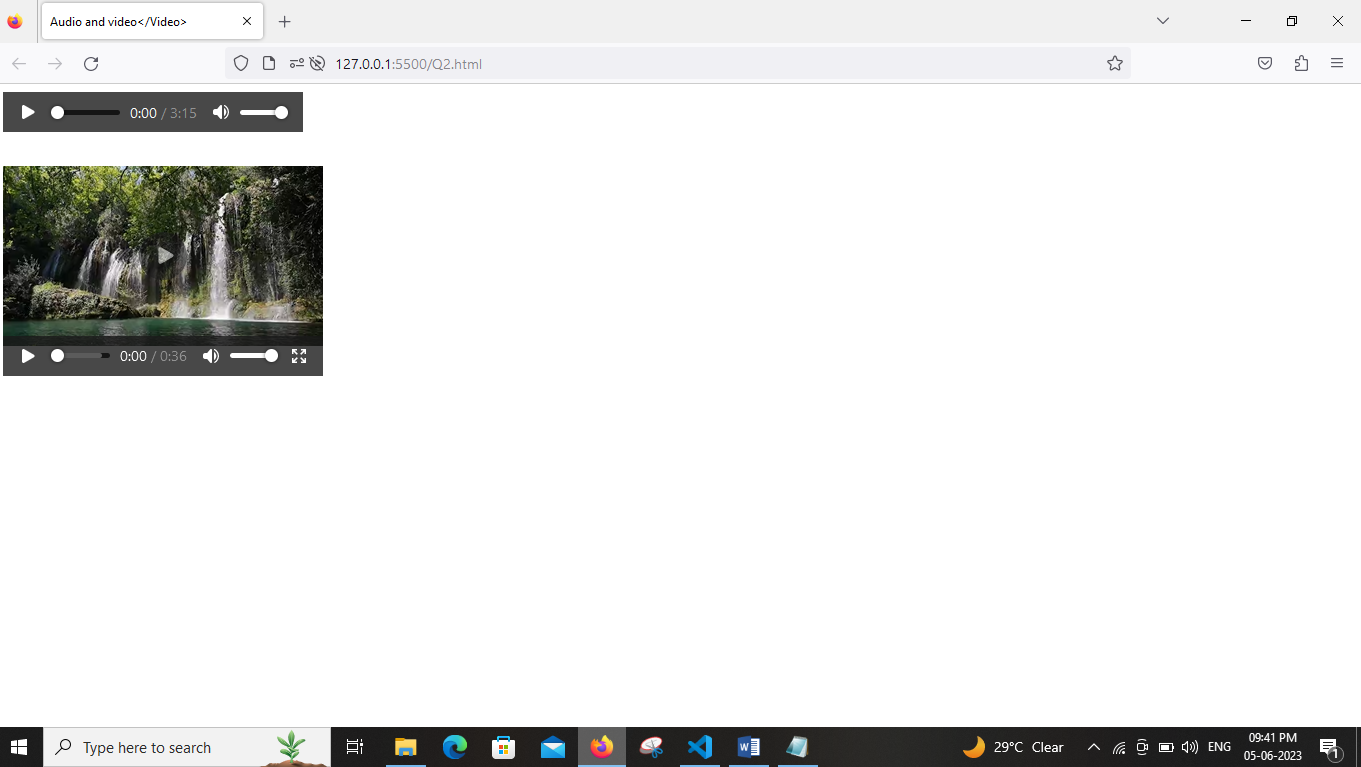 Audio and video</Video>
127.0.0.1:5500/Q2.html
0:00 / 3:15
0:00 / 0:36
Type here to search
29°C Clear
ENG
09:41 PM
05-06-2023
1